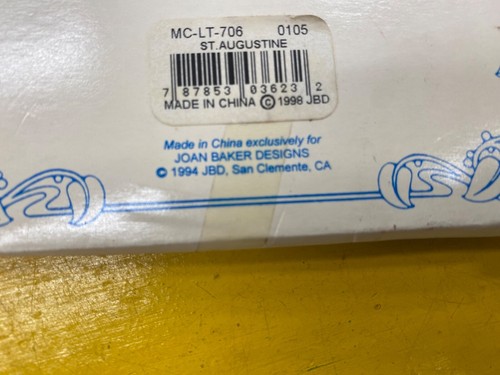 MC-LT-706 0105
ST.AUGUSTINE
7 87853 03623 2
MADE IN CHINA © 1998 JBD
Made in China exclusively for
JOAN BAKER DESIGNS
© 1994 JBD, San Clemente, CA